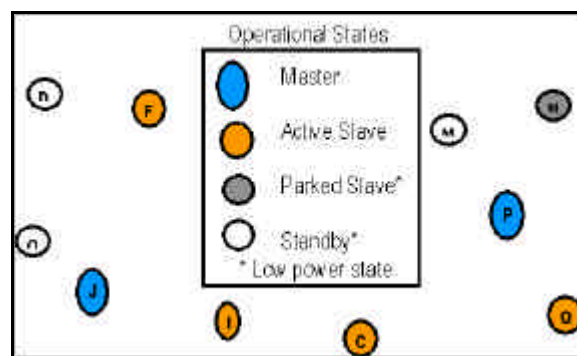 Operational States
Master
Active Slave
Parked Slave*
Standby*
* Low power state
F
M
P
J
I
C